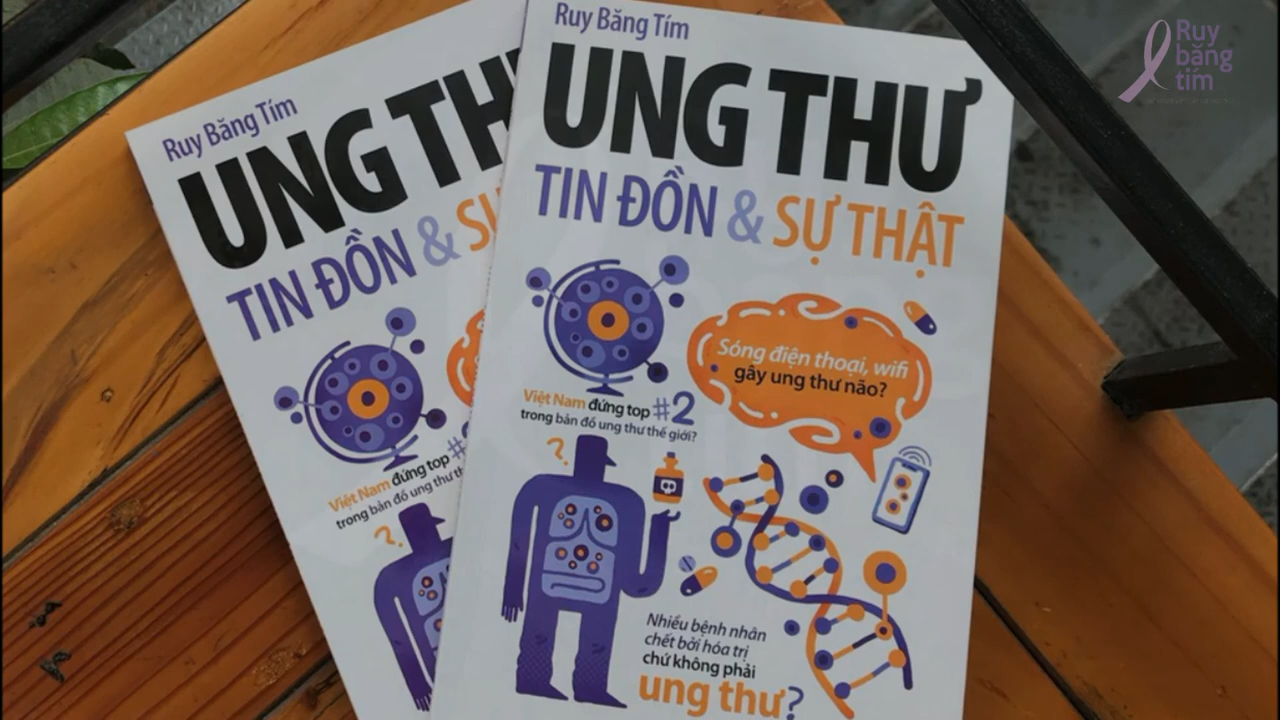 Ruy Băng Tím
UNG TH
TIN ĐỒN & SỰ
Việt Nam đứng top #
trong bản đồ ung thư th
Ruy Băng Tím
UNG THƯ
TIN ĐỒN & SỰ THẬT
Sóng điện thoại, wifi
gây ung thư não?
Việt Nam đứng top #2
trong bản đồ ung thư thế giới?
Nhiều bệnh nhân
chết bởi hóa trị
chứ không phải
ung thư?
Ruy
băng
tím